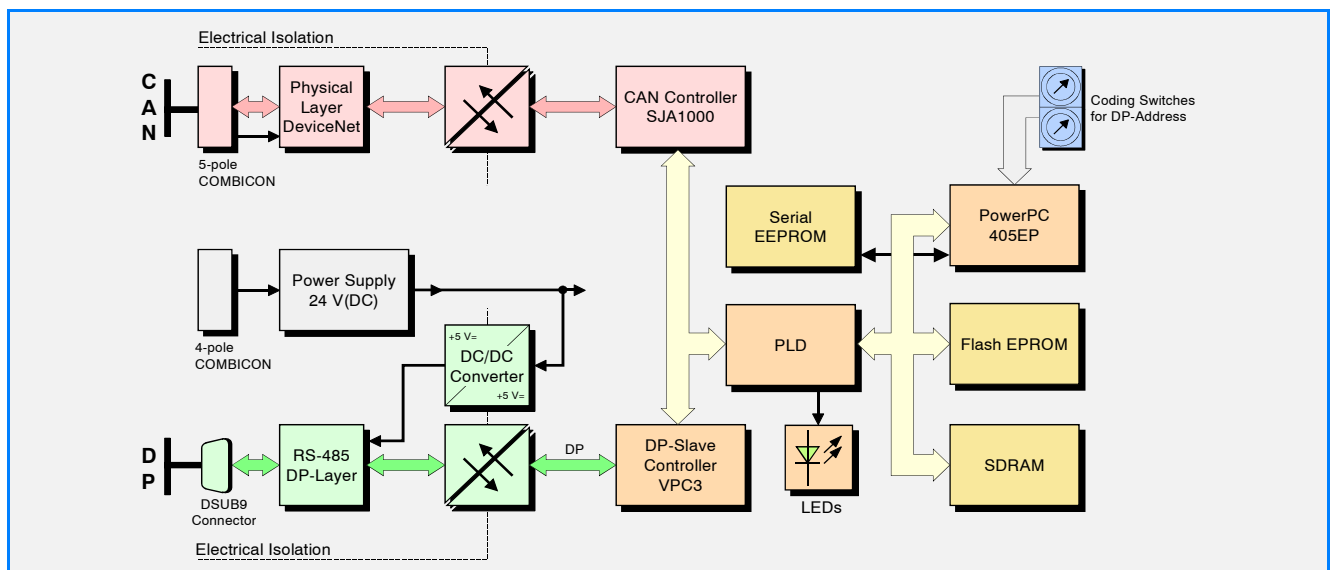 Electrical Isolation
C
A
N
Physical
Layer
DeviceNet
CAN Controller
SJA1000
Coding Switches
for DP-Address
5-pole
COMBICON
Serial
EEPROM
PowerPC
405EP
Power Supply
24 V(DC)
4-pole
COMBICON
+5 V=
DC/DC
Converter
+5 V=
PLD
Flash EPROM
D
P
DSUB9
Connector
RS-485
DP-Layer
DP
DP-Slave
Controller
VPC3
LEDs
SDRAM
Electrical Isolation